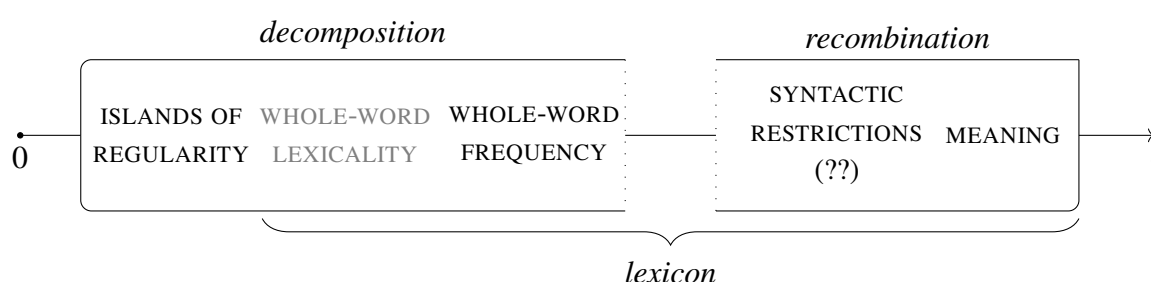 decomposition
recombination
ISLANDS OF
REGULARITY
WHOLE-WORD
LEXICALITY
WHOLE-WORD
FREQUENCY
SYNTACTIC
RESTRICTIONS
(??)
MEANING
0
lexicon